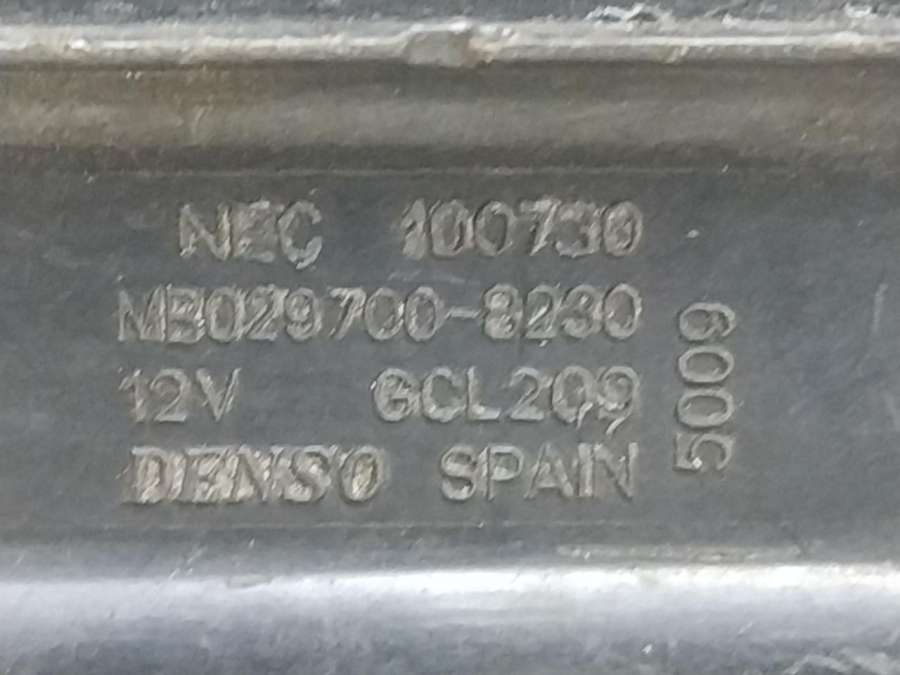 NEC 100730
MB029700-8230
12V GCL209
DENSO SPAIN
5009